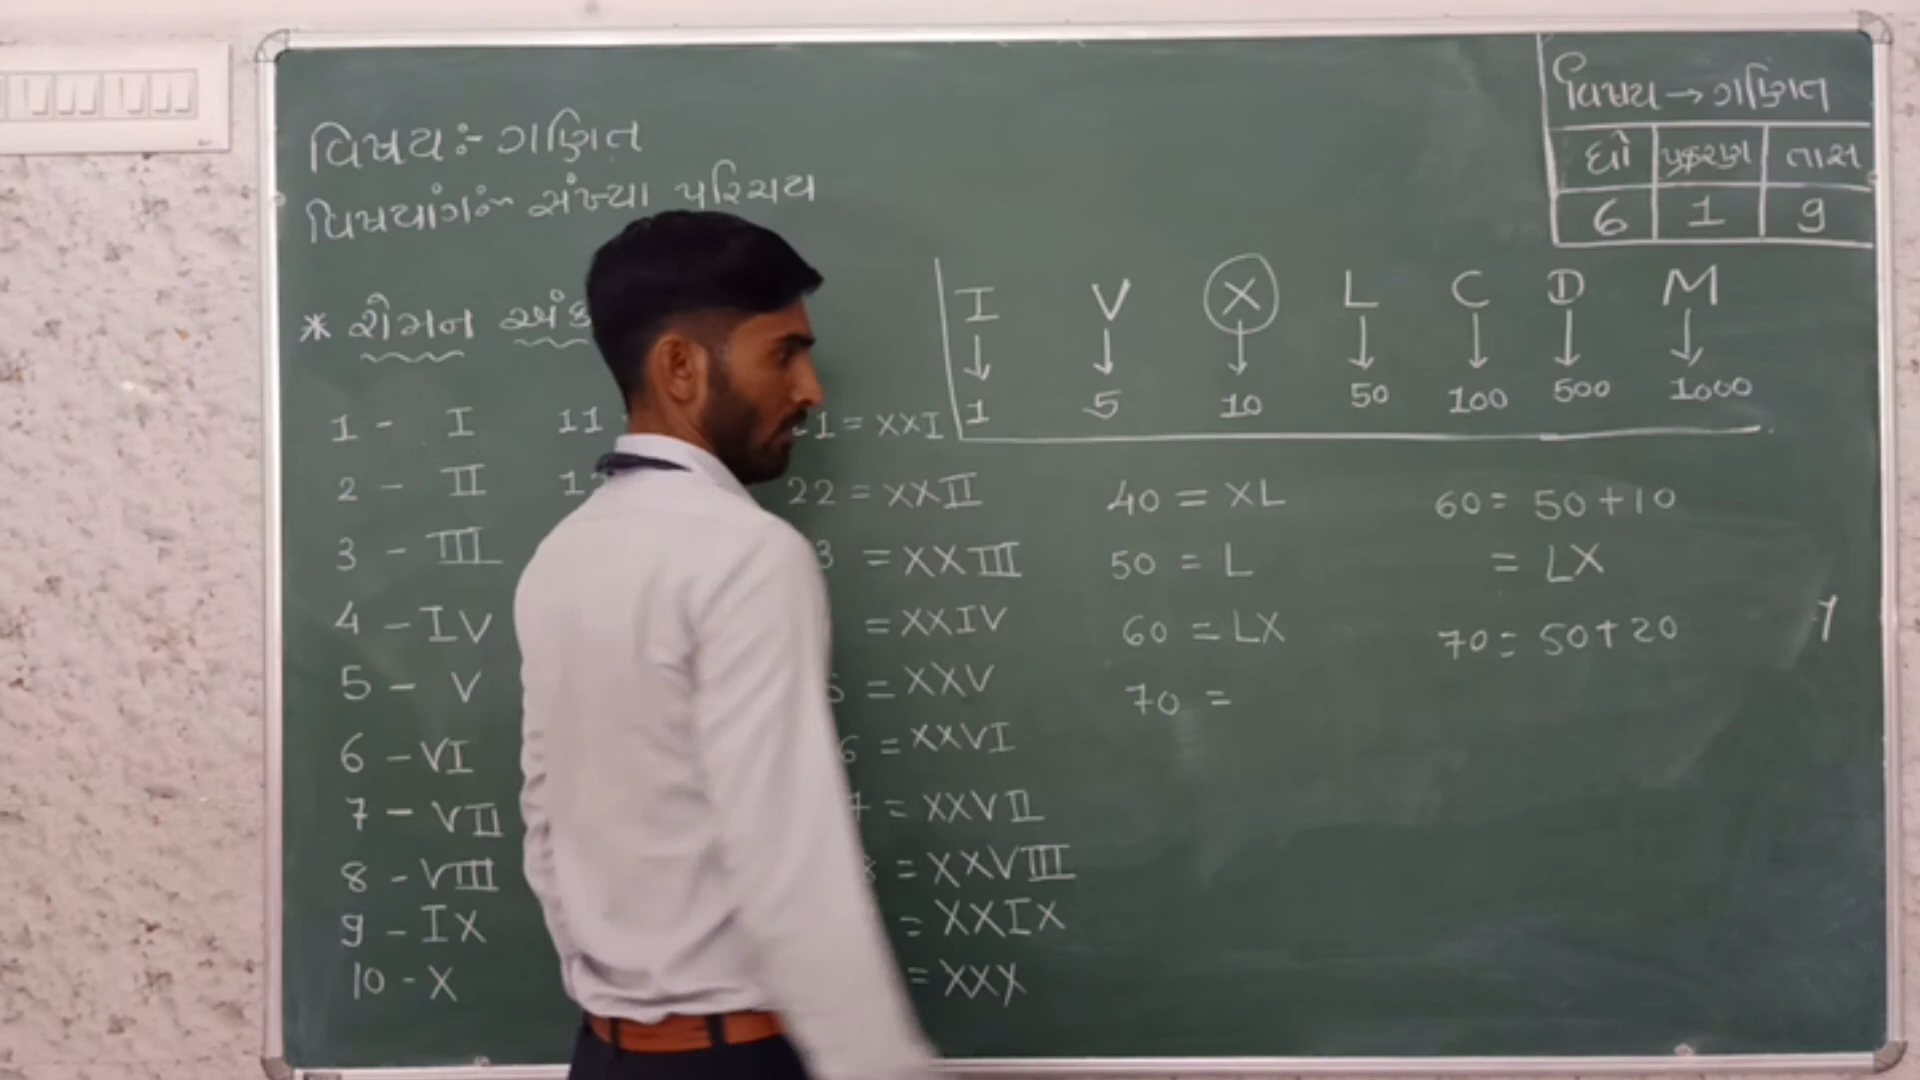 વિષય:- ગણિત
વિષયાંગ:- સંખ્યા પરિચય
* રોમન
વિષય → ગણિત
ધો પ્રકરણ તાસ
6 1 9
I V X L C D M
↓ ↓ ↓ ↓ ↓ ↓ ↓
1 5 10 50 100 500 1000
1 - I 11 1 = XXI
2 - II 22 = XXII
3 - III 3 = XXIII
4 - IV = XXIV
5 - V = XXV
6 - VI 6 = XXVI
7 - VII = XXVII
8 - VIII = XXVIII
9 - IX = XXIX
10 - X = XXX
40 = XL
50 = L
60 = LX
70 =
60 = 50+10
= LX
70 = 50+20